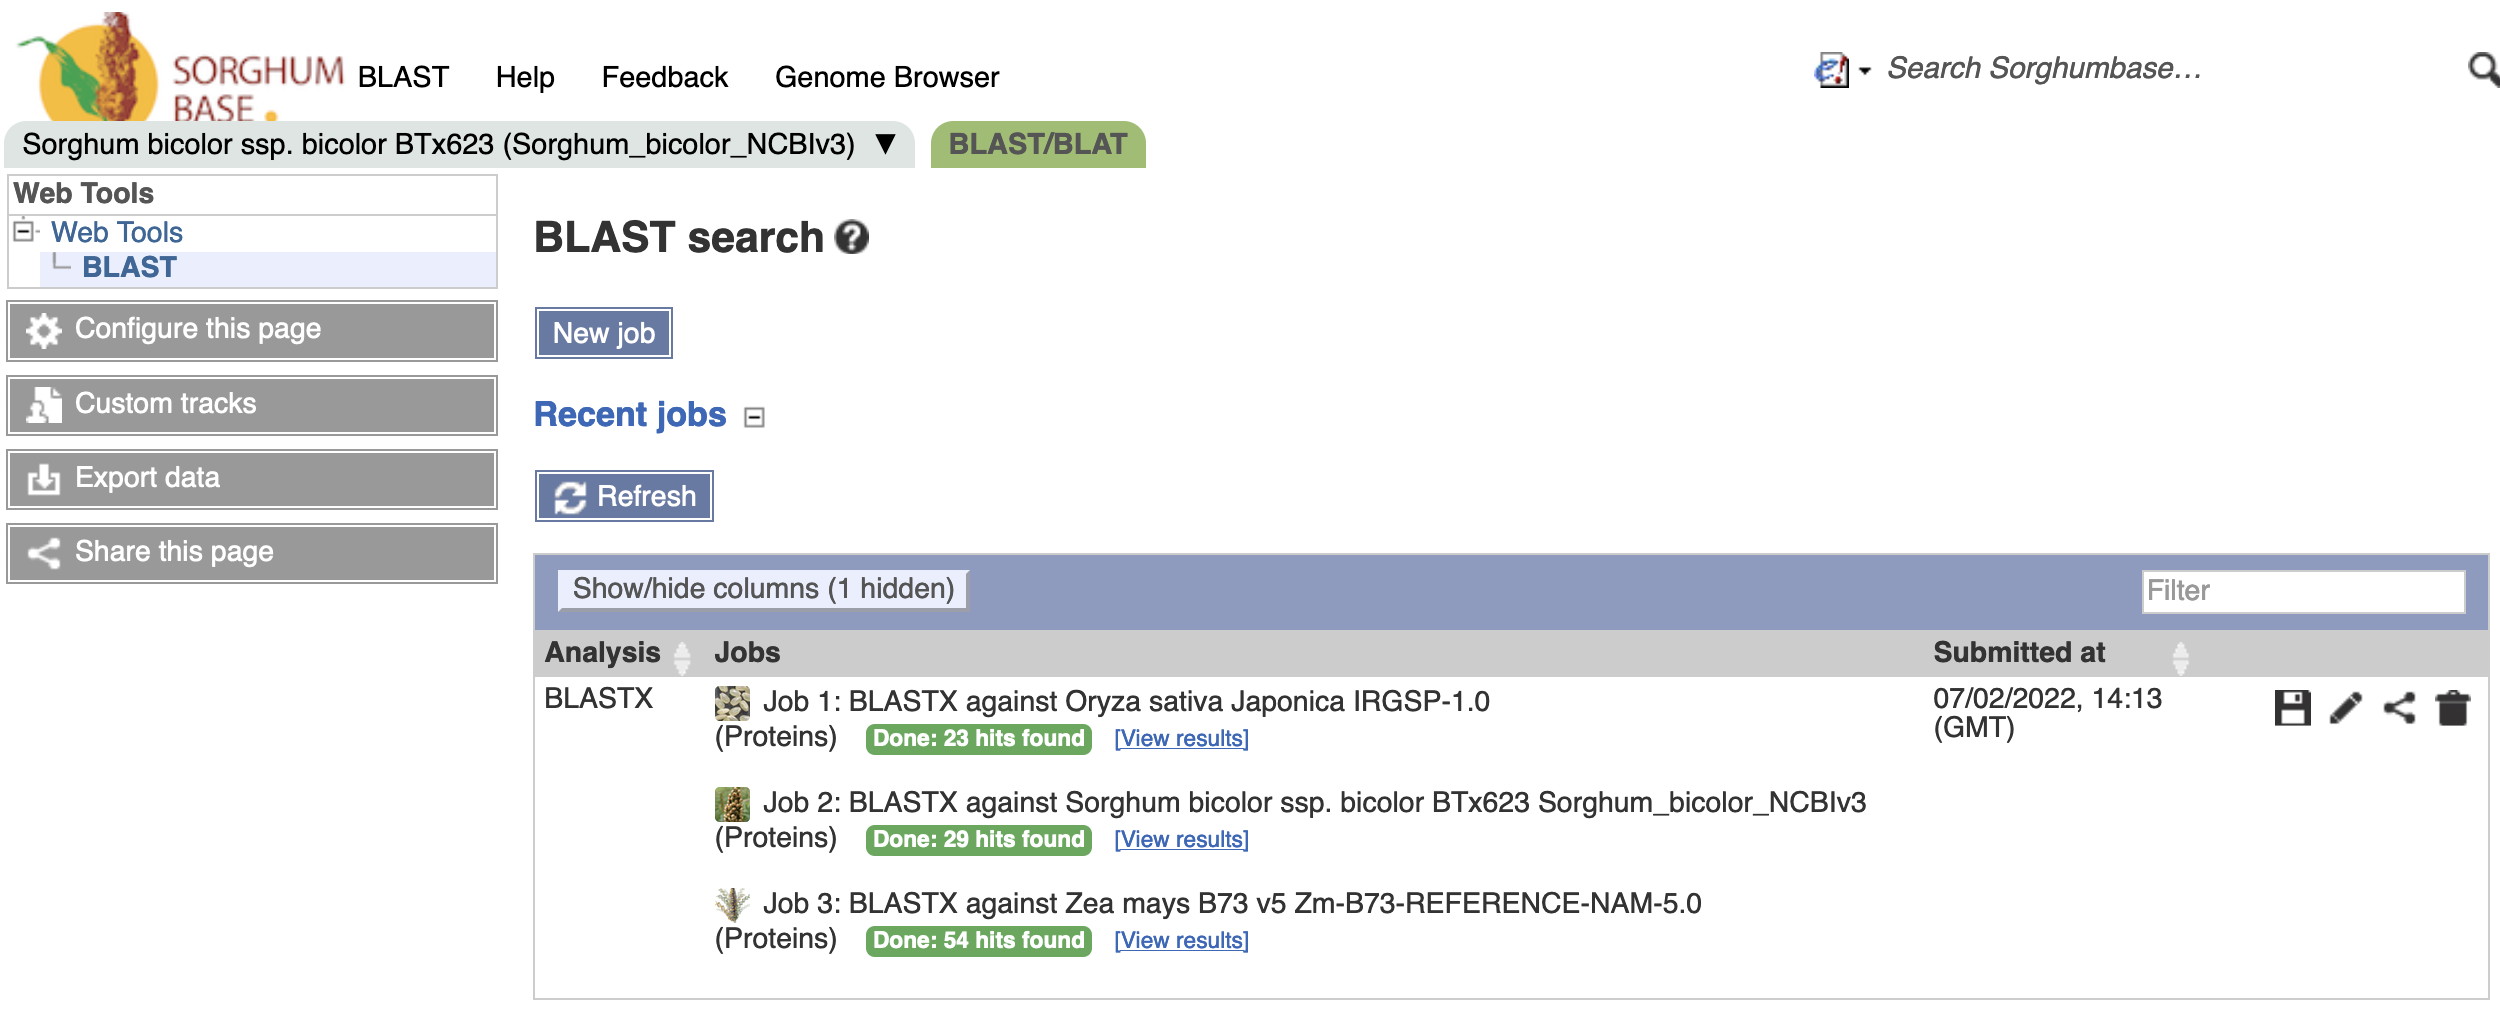 SORGHUM
BASE
BLAST Help Feedback Genome Browser
Search Sorghumbase…
Sorghum bicolor ssp. bicolor BTx623 (Sorghum_bicolor_NCBIv3) ▼
BLAST/BLAT
Web Tools
Web Tools
BLAST
Configure this page
Custom tracks
Export data
Share this page
BLAST search
New job
Recent jobs
Refresh
Show/hide columns (1 hidden)
Filter
Analysis Jobs Submitted at
BLASTX
Job 1: BLASTX against Oryza sativa Japonica IRGSP-1.0
(Proteins) Done: 23 hits found [View results]
07/02/2022, 14:13
(GMT)
Job 2: BLASTX against Sorghum bicolor ssp. bicolor BTx623 Sorghum_bicolor_NCBIv3
(Proteins) Done: 29 hits found [View results]
Job 3: BLASTX against Zea mays B73 v5 Zm-B73-REFERENCE-NAM-5.0
(Proteins) Done: 54 hits found [View results]